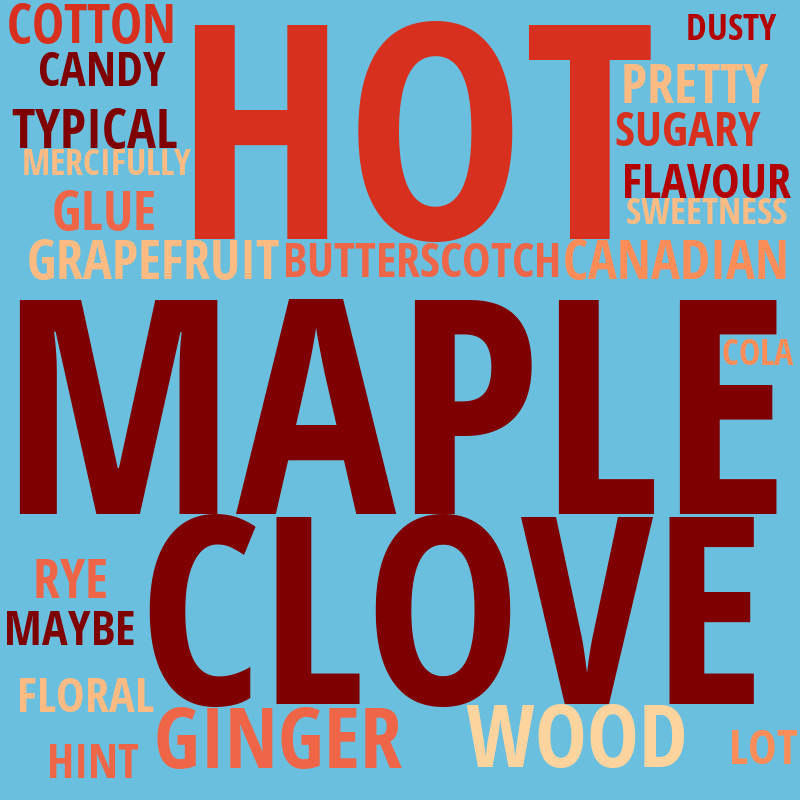 COTTON
HOT
DUSTY
CANDY
PRETTY
TYPICAL
SUGARY
MERCIFULLY
FLAVOUR
GLUE
SWEETNESS
GRAPEFRUIT
BUTTERSCOTCH
CANADIAN
MAPLE
COLA
CLOVE
RYE
MAYBE
FLORAL
GINGER
WOOD
HINT
LOT